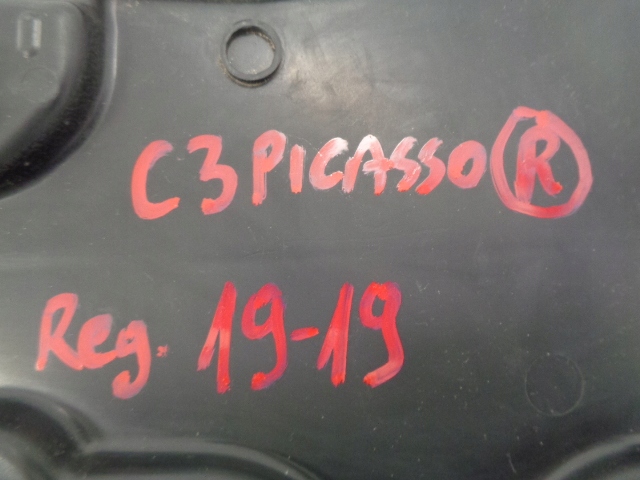 C3 PICASSO R
Reg. 19-19